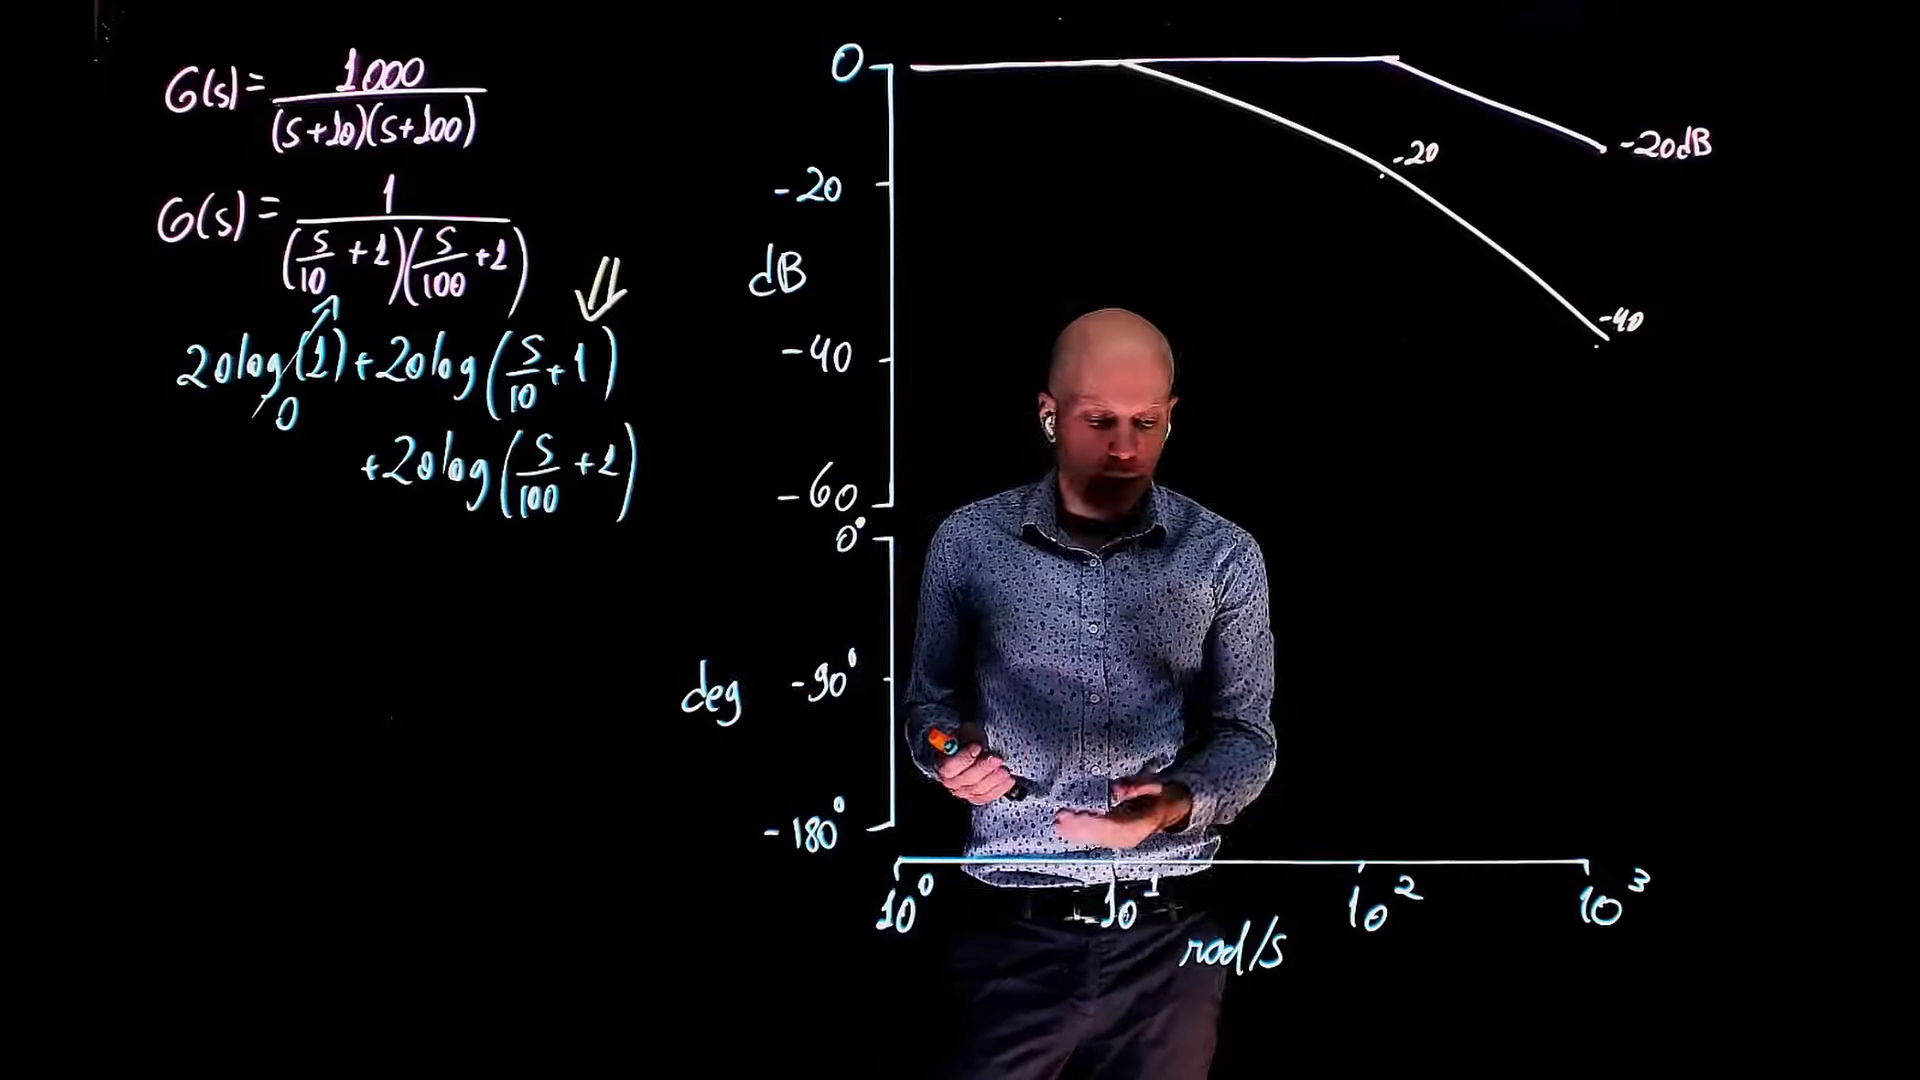 G(s) = 1000 / (s+10)(s+100)
G(s) = 1 / (s/10 + 1)(s/100 + 1)
20log(1) + 20log(s/10 + 1)
0
+ 20log(s/100 + 1)
0
-20dB
-20
-20
dB
-40
-40
-60
0°
deg
-90°
-180°
10^0
10^1
10^2
10^3
rad/s